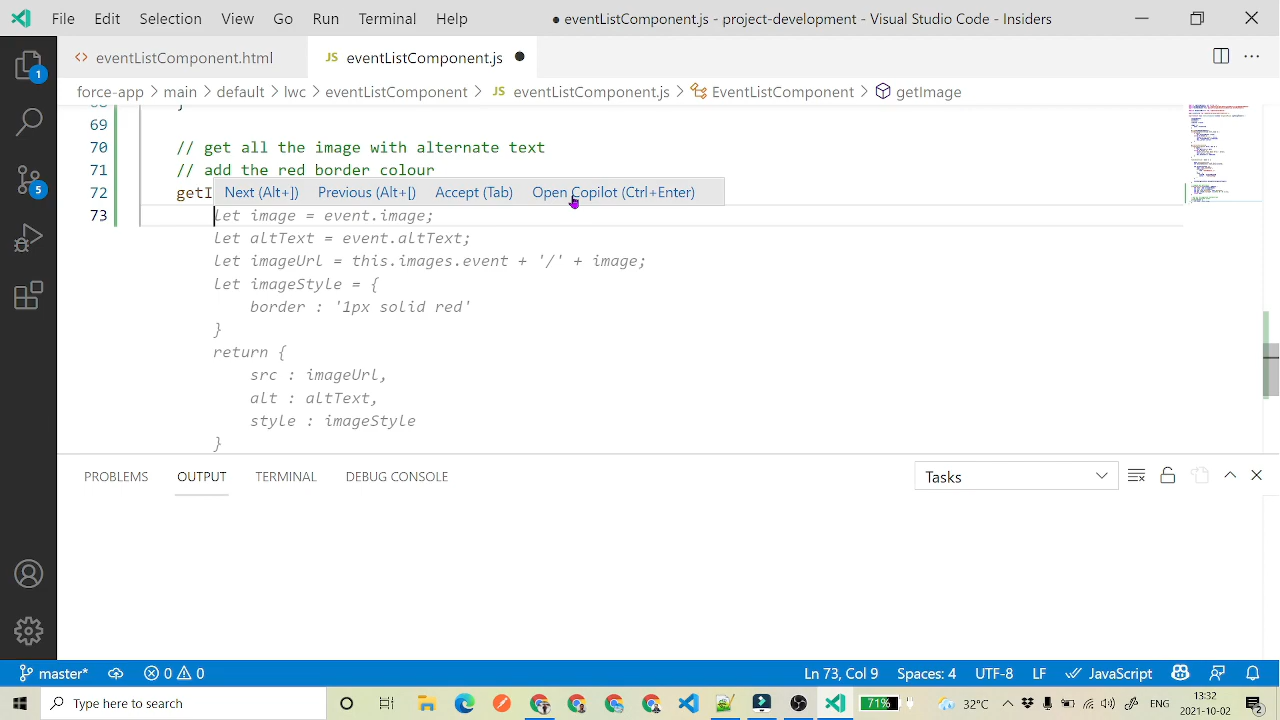 File Edit Selection View Go Run Terminal Help ● eventListComponent.js - project-development - Visual Studio Code - Insiders
<> eventListComponent.html JS eventListComponent.js ●
force-app > main > default > lwc > eventListComponent > JS eventListComponent.js > EventListComponent > getImage
1
69
70 // get all the image with alternate text
71 // add the red border colour
72 getI Next (Alt+]) Previous (Alt+[) Accept (Tab) Open Copilot (Ctrl+Enter)
73 let image = event.image;
let altText = event.altText;
let imageUrl = this.images.event + '/' + image;
let imageStyle = {
border : '1px solid red'
}
return {
src : imageUrl,
alt : altText,
style : imageStyle
}
5
PROBLEMS OUTPUT TERMINAL DEBUG CONSOLE Tasks
master* 0 0 Ln 73, Col 9 Spaces: 4 UTF-8 LF JavaScript
Type here to search 71% 32°C ENG 13:32
2021-10-02 2